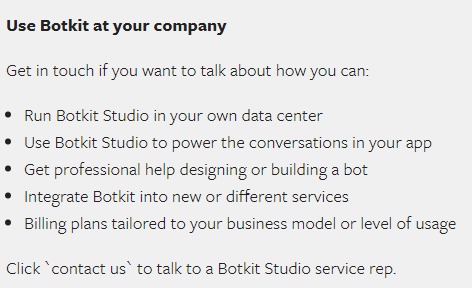 Use Botkit at your company
Get in touch if you want to talk about how you can:
• Run Botkit Studio in your own data center
• Use Botkit Studio to power the conversations in your app
• Get professional help designing or building a bot
• Integrate Botkit into new or different services
• Billing plans tailored to your business model or level of usage
Click `contact us` to talk to a Botkit Studio service rep.